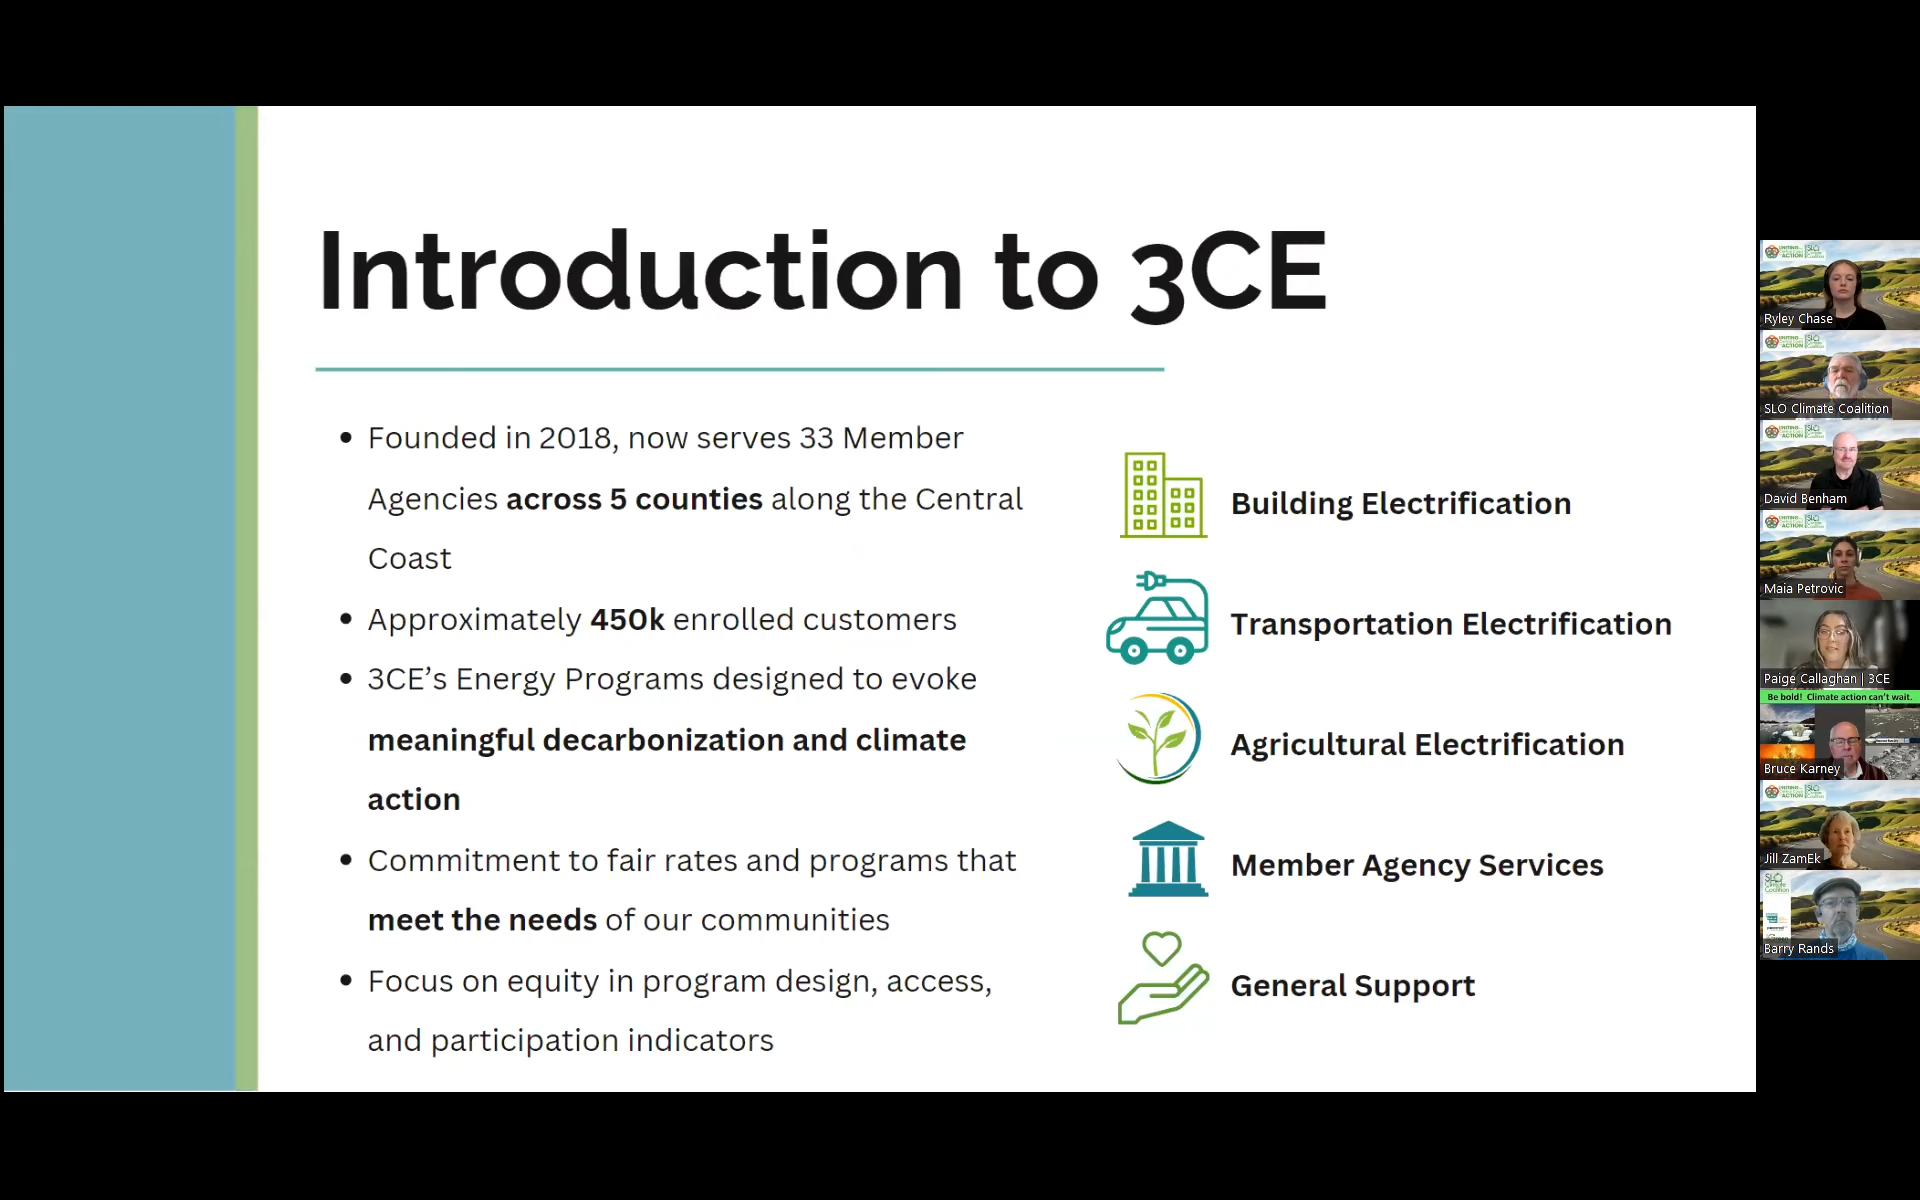 Introduction to 3CE
• Founded in 2018, now serves 33 Member
Agencies across 5 counties along the Central
Coast
• Approximately 450k enrolled customers
• 3CE’s Energy Programs designed to evoke
meaningful decarbonization and climate
action
• Commitment to fair rates and programs that
meet the needs of our communities
• Focus on equity in program design, access,
and participation indicators
Building Electrification
Transportation Electrification
Agricultural Electrification
Member Agency Services
General Support
Ryley Chase
SLO Climate Coalition
David Benham
Maia Petrovic
Paige Callaghan | 3CE
Be bold! Climate action can’t wait.
Bruce Karney
Jill ZamEk
SLO
Climate
Coalition
Barry Rands